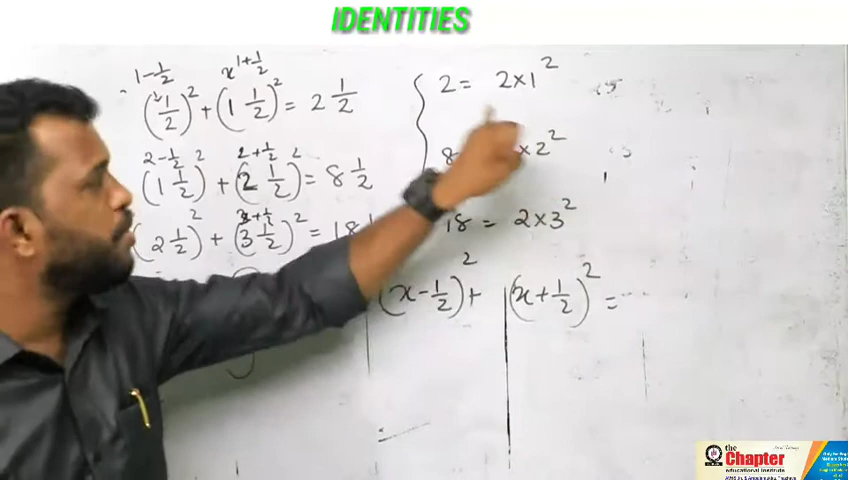 IDENTITIES
1-1/2 x1+1/2
(1/2)² + (1 1/2)² = 2 1/2
2-1/2 2+1/2
(1 1/2)² + (2 1/2)² = 8 1/2
3+1/2
(2 1/2)² + (3 1/2)² = 18
2 = 2×1²
8 ×2²
18 = 2×3²
(x-1/2)² + (x+1/2)² =
the
Chapter
educational institute